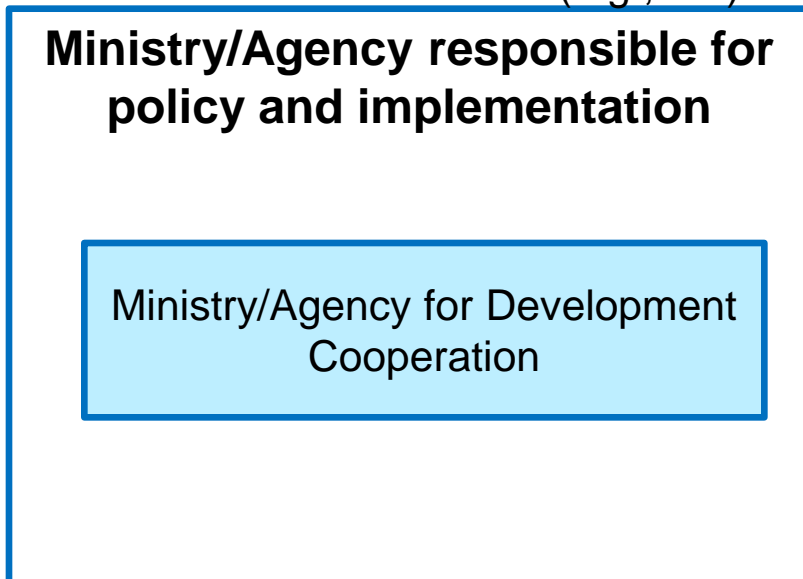 Ministry/Agency responsible for
policy and implementation
Ministry/Agency for Development
Cooperation